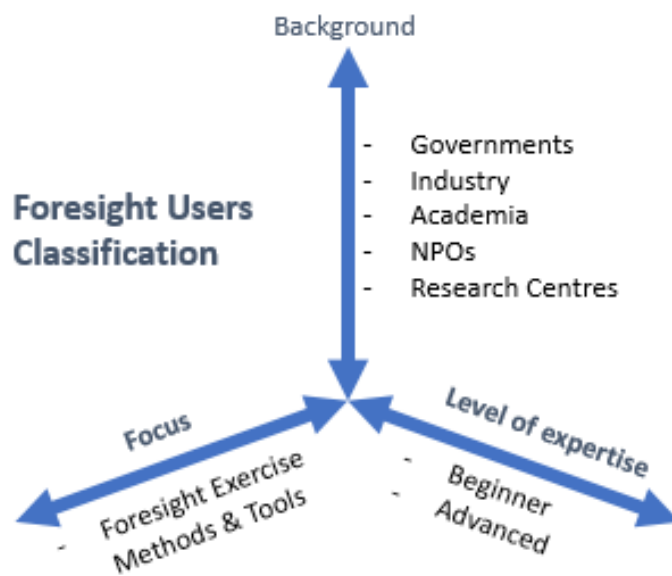 Background
Foresight Users
Classification
- Governments
- Industry
- Academia
- NPOs
- Research Centres
Focus
- Foresight Exercise
Methods & Tools
Level of expertise
- Beginner
- Advanced